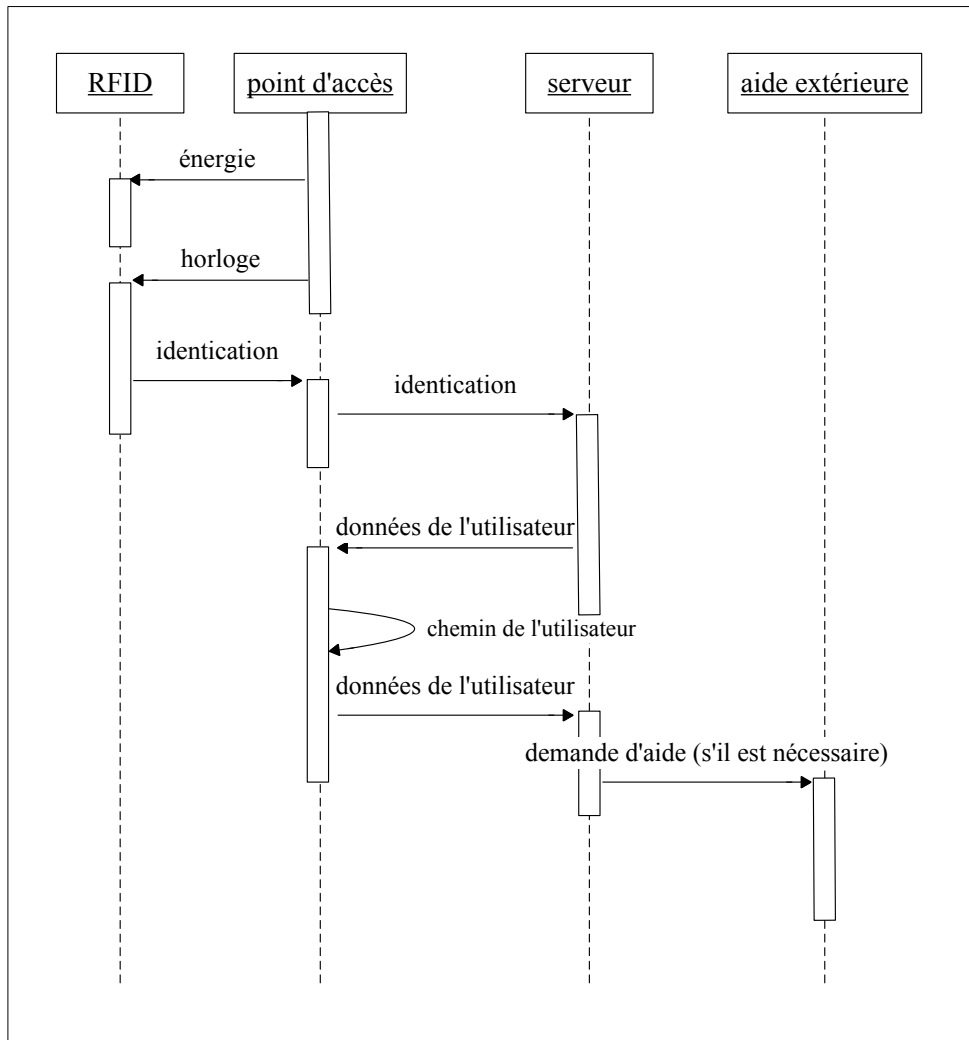 RFID
point d'accès
serveur
aide extérieure
énergie
horloge
identication
identication
données de l'utilisateur
chemin de l'utilisateur
données de l'utilisateur
demande d'aide (s'il est nécessaire)